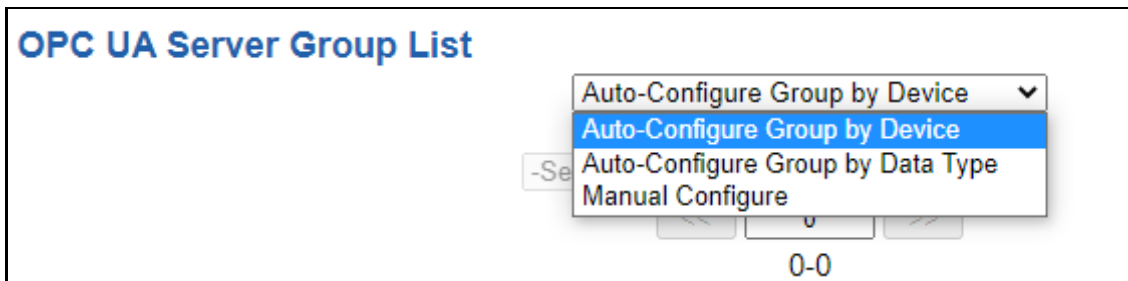 OPC UA Server Group List
Auto-Configure Group by Device
Auto-Configure Group by Device
Auto-Configure Group by Data Type
-Se
Manual Configure
<< 0 >>
0-0